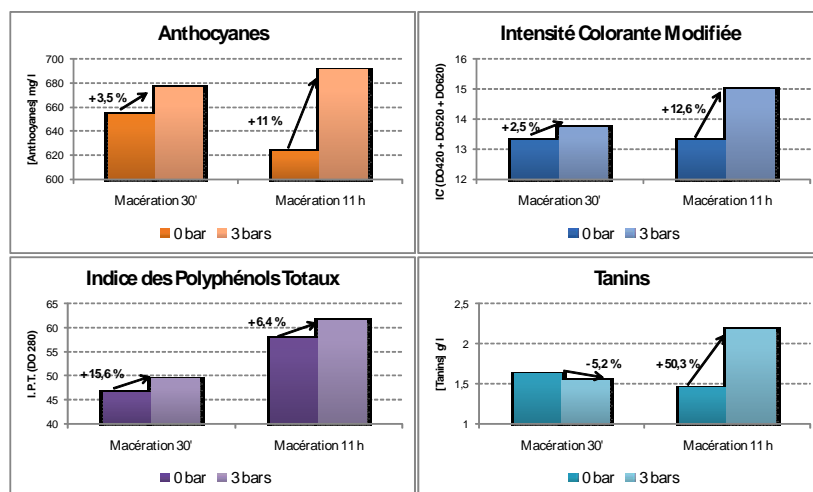 Anthocyanes
[Anthocyanes] mg/l
700
680
660
640
620
600
+3,5 %
+11 %
Macération 30'
Macération 11 h
0 bar
3 bars
Intensité Colorante Modifiée
IC' (DO420 + DO520 + DO620)
16
15
14
13
12
+2,5 %
+12,6 %
Macération 30'
Macération 11 h
0 bar
3 bars
Indice des Polyphénols Totaux
I.P.T. (DO 280)
65
60
55
50
45
40
+15,6 %
+6,4 %
Macération 30'
Macération 11 h
0 bar
3 bars
Tanins
[Tanins] g/l
2,5
2
1,5
1
-5,2 %
+50,3 %
Macération 30'
Macération 11 h
0 bar
3 bars